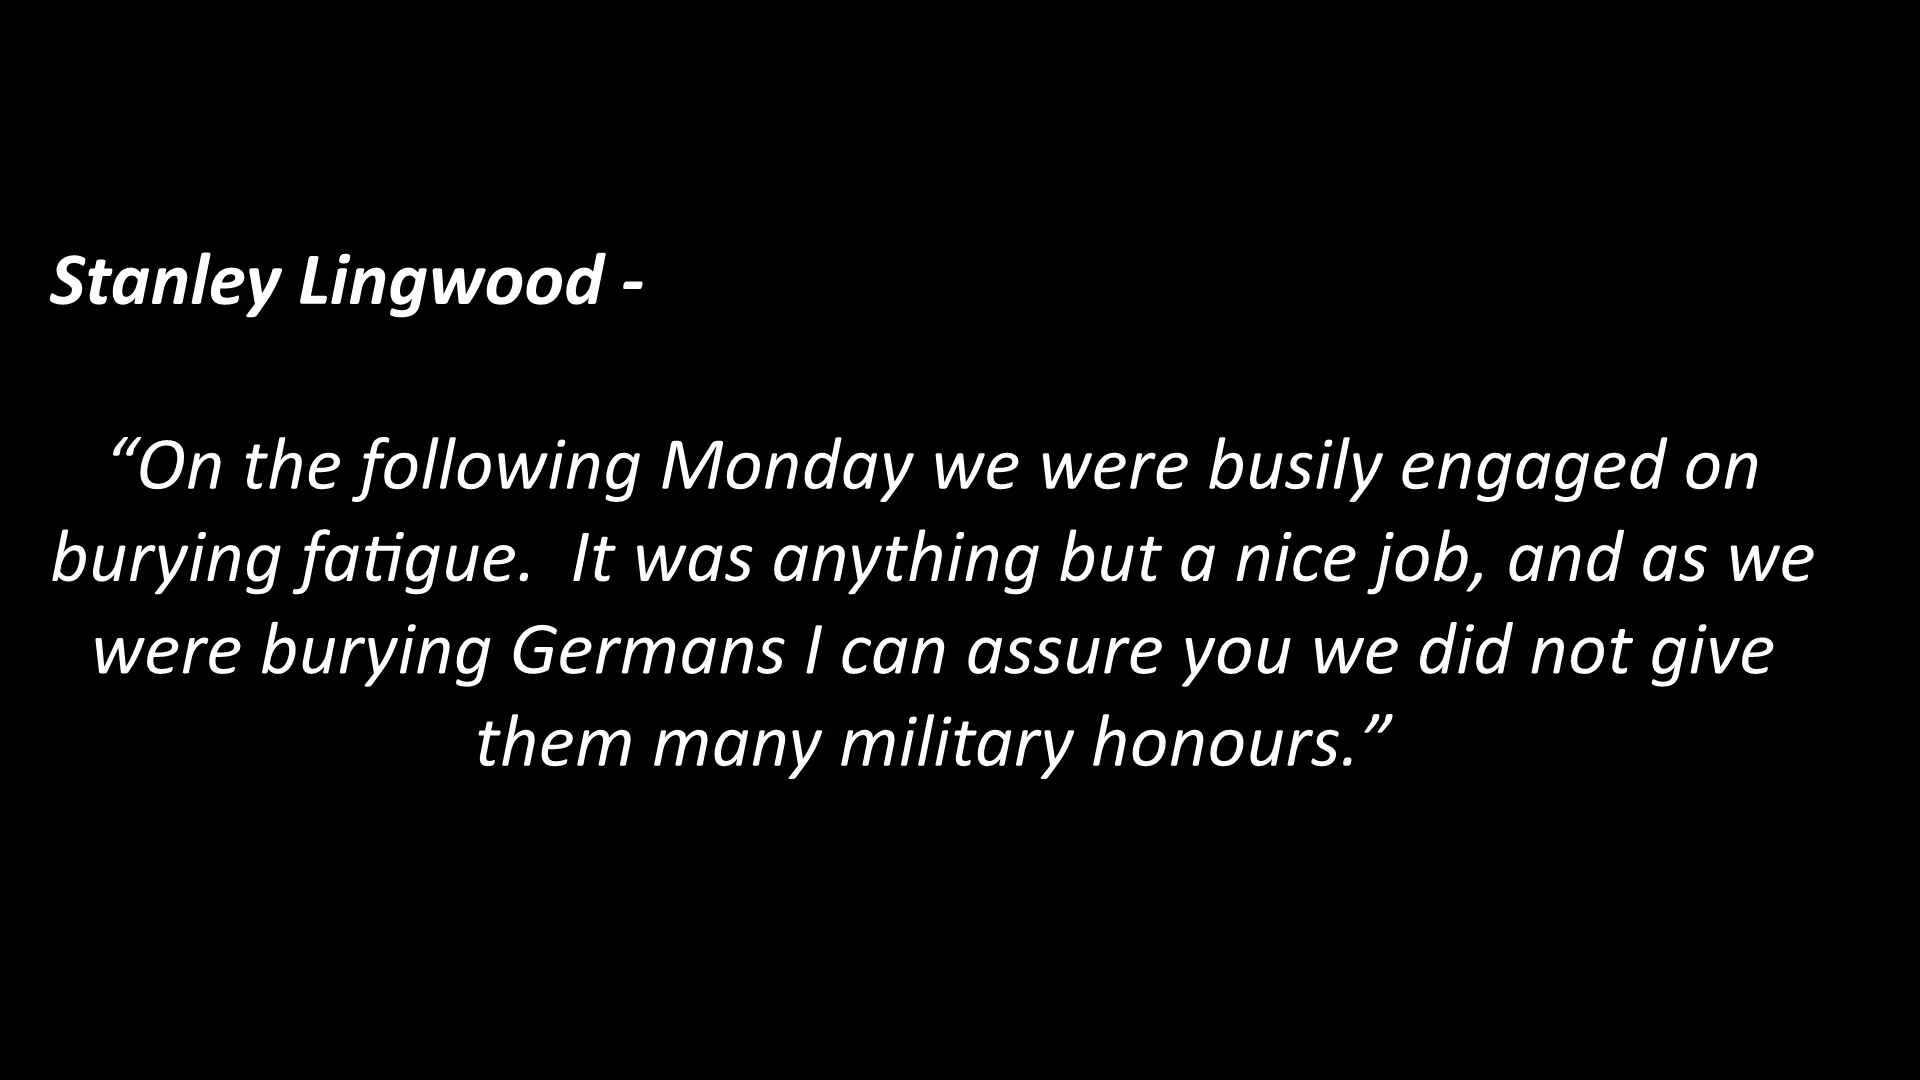 Stanley Lingwood -
“On the following Monday we were busily engaged on
burying fatigue.  It was anything but a nice job, and as we
were burying Germans I can assure you we did not give
them many military honours.”